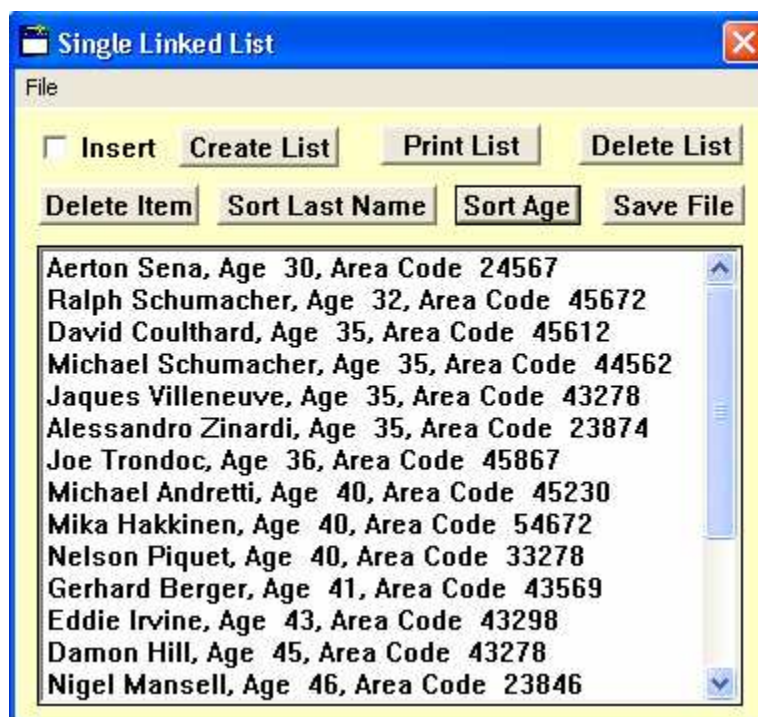 Single Linked List
File
Insert Create List Print List Delete List
Delete Item Sort Last Name Sort Age Save File
Aerton Sena, Age 30, Area Code 24567
Ralph Schumacher, Age 32, Area Code 45672
David Coulthard, Age 35, Area Code 45612
Michael Schumacher, Age 35, Area Code 44562
Jaques Villeneuve, Age 35, Area Code 43278
Alessandro Zinardi, Age 35, Area Code 23874
Joe Trondoc, Age 36, Area Code 45867
Michael Andretti, Age 40, Area Code 45230
Mika Hakkinen, Age 40, Area Code 54672
Nelson Piquet, Age 40, Area Code 33278
Gerhard Berger, Age 41, Area Code 43569
Eddie Irvine, Age 43, Area Code 43298
Damon Hill, Age 45, Area Code 43278
Nigel Mansell, Age 46, Area Code 23846